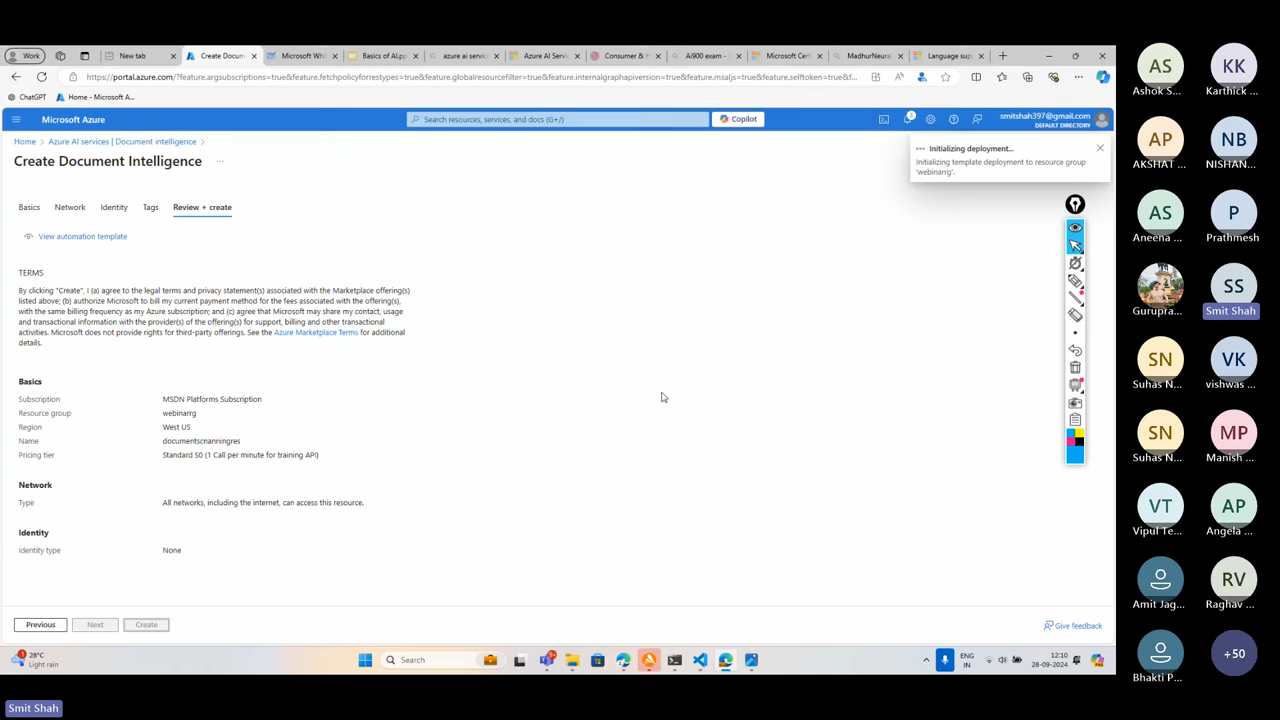 Work
New tab
Create Docum
Microsoft Whi
Basics of AI.pp
azure ai servic
Azure AI Servi
Consumer & 
Ai900 exam - S
Microsoft Cert
MadhurNeura
Language sup
https://portal.azure.com/?feature.argsubscriptions=true&feature.fetchpolicyforrestypes=true&feature.globalresourcefilter=true&feature.internalgraphapiversion=true&feature.msaljs=true&feature.selftoken=true&f...
ChatGPT
Home - Microsoft A...
Microsoft Azure
Search resources, services, and docs (G+/)
Copilot
smitshah397@gmail.com
DEFAULT DIRECTORY
Home > Azure AI services | Document intelligence >
Create Document Intelligence ...
Initializing deployment...
Initializing template deployment to resource group
'webinarrg'.
Basics Network Identity Tags Review + create
View automation template
TERMS
By clicking "Create", I (a) agree to the legal terms and privacy statement(s) associated with the Marketplace offering(s)
listed above; (b) authorize Microsoft to bill my current payment method for the fees associated with the offering(s),
with the same billing frequency as my Azure subscription; and (c) agree that Microsoft may share my contact, usage
and transactional information with the provider(s) of the offering(s) for support, billing and other transactional
activities. Microsoft does not provide rights for third-party offerings. See the Azure Marketplace Terms for additional
details.
Basics
Subscription MSDN Platforms Subscription
Resource group webinarrg
Region West US
Name documentscnanningres
Pricing tier Standard S0 (1 Call per minute for training API)
Network
Type All networks, including the internet, can access this resource.
Identity
Identity type None
Previous Next Create
Give feedback
28°C
Light rain
Search
ENG
IN
12:10
28-09-2024
Smit Shah
AS KK
Ashok S... Karthick ...
AP NB
AKSHAT ... NISHAN...
AS P
Aneena ... Prathmesh
SS
Gurupra... Smit Shah
SN VK
Suhas N... vishwas ...
SN MP
Suhas N... Manish ...
VT AP
Vipul Te... Angela ...
RV
Amit Jag... Raghav ...
+50
Bhakti P...